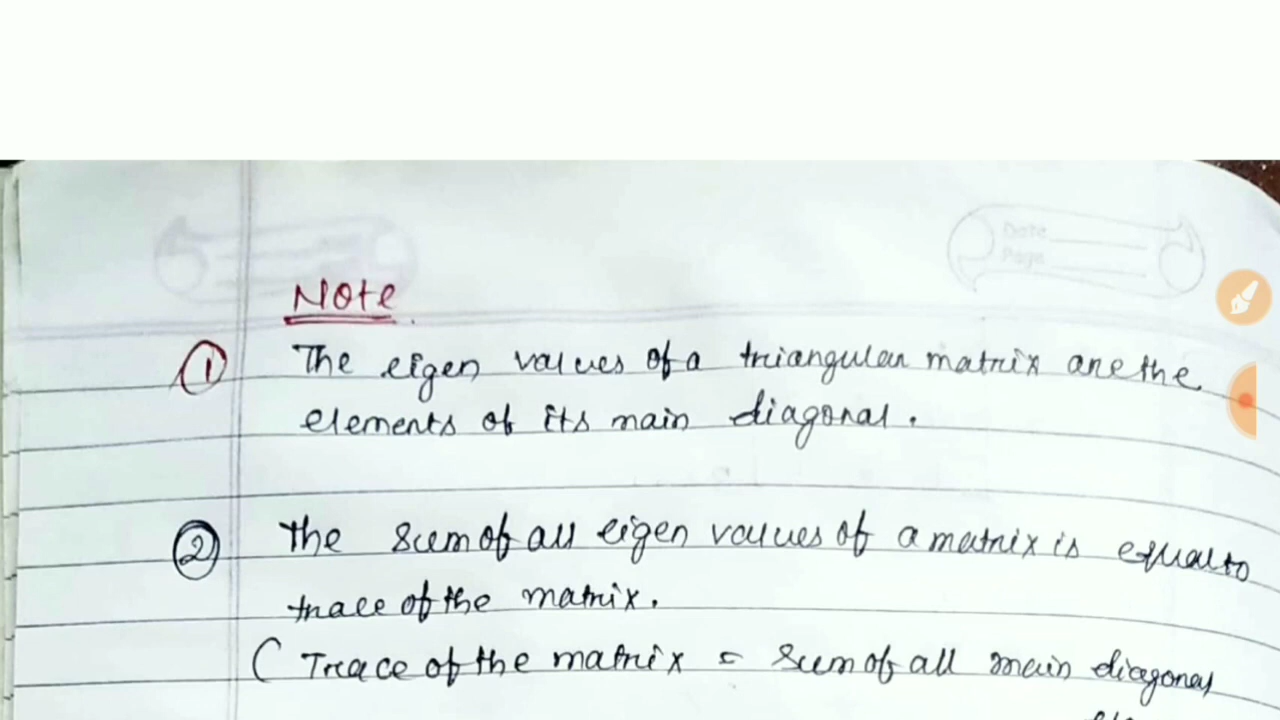 Date
Page
Note
① The eigen values of a triangular matrix are the
elements of its main diagonal.
② The sum of all eigen values of a matrix is equal to
trace of the matrix.
( Trace of the matrix = sum of all main diagonal